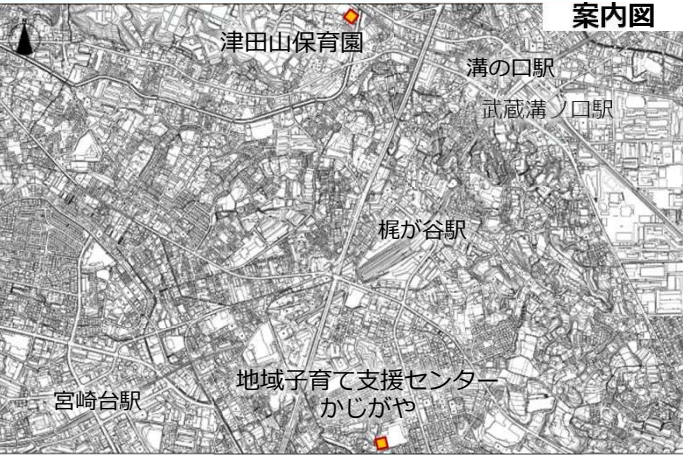 案内図
津田山保育園
溝の口駅
武蔵溝ノ口駅
梶が谷駅
地域子育て支援センター
かじがや
宮崎台駅